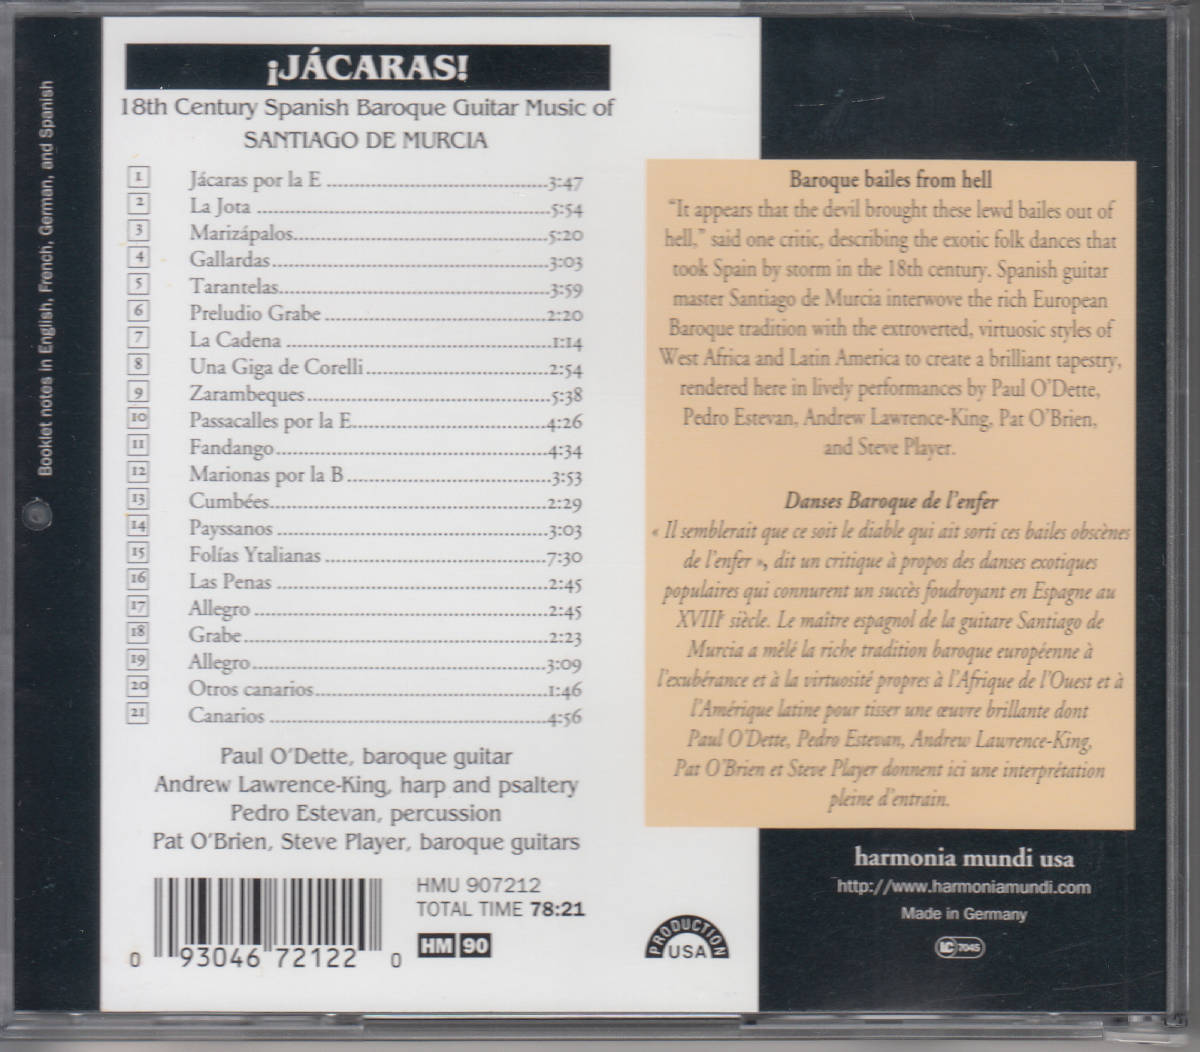 Booklet notes in English, French, German, and Spanish
¡JÁCARAS!
18th Century Spanish Baroque Guitar Music of
SANTIAGO DE MURCIA
1 Jácaras por la E ... 3:47
2 La Jota ... 5:54
3 Marizápalos ... 5:20
4 Gallardas ... 3:03
5 Tarantelas ... 3:59
6 Preludio Grabe ... 2:20
7 La Cadena ... 1:14
8 Una Giga de Corelli ... 2:54
9 Zarambeques ... 5:38
10 Passacalles por la E ... 4:26
11 Fandango ... 4:34
12 Marionas por la B ... 3:53
13 Cumbées ... 2:29
14 Payssanos ... 3:03
15 Folías Ytalianas ... 7:30
16 Las Penas ... 2:45
17 Allegro ... 2:45
18 Grabe ... 2:23
19 Allegro ... 3:09
20 Otros canarios ... 1:46
21 Canarios ... 4:56
Paul O'Dette, baroque guitar
Andrew Lawrence-King, harp and psaltery
Pedro Estevan, percussion
Pat O'Brien, Steve Player, baroque guitars
0 93046 72122 0
HMU 907212
TOTAL TIME 78:21
HM 90
PRODUCTION
USA
Baroque bailes from hell
"It appears that the devil brought these lewd bailes out of
hell," said one critic, describing the exotic folk dances that
took Spain by storm in the 18th century. Spanish guitar
master Santiago de Murcia interwove the rich European
Baroque tradition with the extroverted, virtuosic styles of
West Africa and Latin America to create a brilliant tapestry,
rendered here in lively performances by Paul O'Dette,
Pedro Estevan, Andrew Lawrence-King, Pat O'Brien,
and Steve Player.
Danses Baroque de l'enfer
« Il semblerait que ce soit le diable qui ait sorti ces bailes obscènes
de l'enfer », dit un critique à propos des danses exotiques
populaires qui connurent un succès foudroyant en Espagne au
XVIIIe siècle. Le maître espagnol de la guitare Santiago de
Murcia a mêlé la riche tradition baroque européenne à
l'exubérance et à la virtuosité propres à l'Afrique de l'Ouest et à
l'Amérique latine pour tisser une œuvre brillante dont
Paul O'Dette, Pedro Estevan, Andrew Lawrence-King,
Pat O'Brien et Steve Player donnent ici une interprétation
pleine d'entrain.
harmonia mundi usa
http://www.harmoniamundi.com
Made in Germany
LC 7045